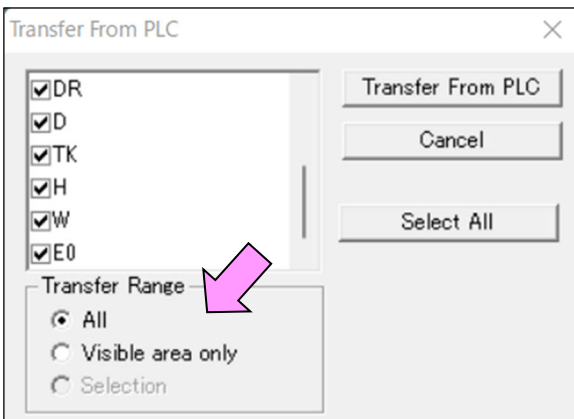 Transfer From PLC
DR
D
TK
H
W
E0
Transfer From PLC
Cancel
Select All
Transfer Range
All
Visible area only
Selection